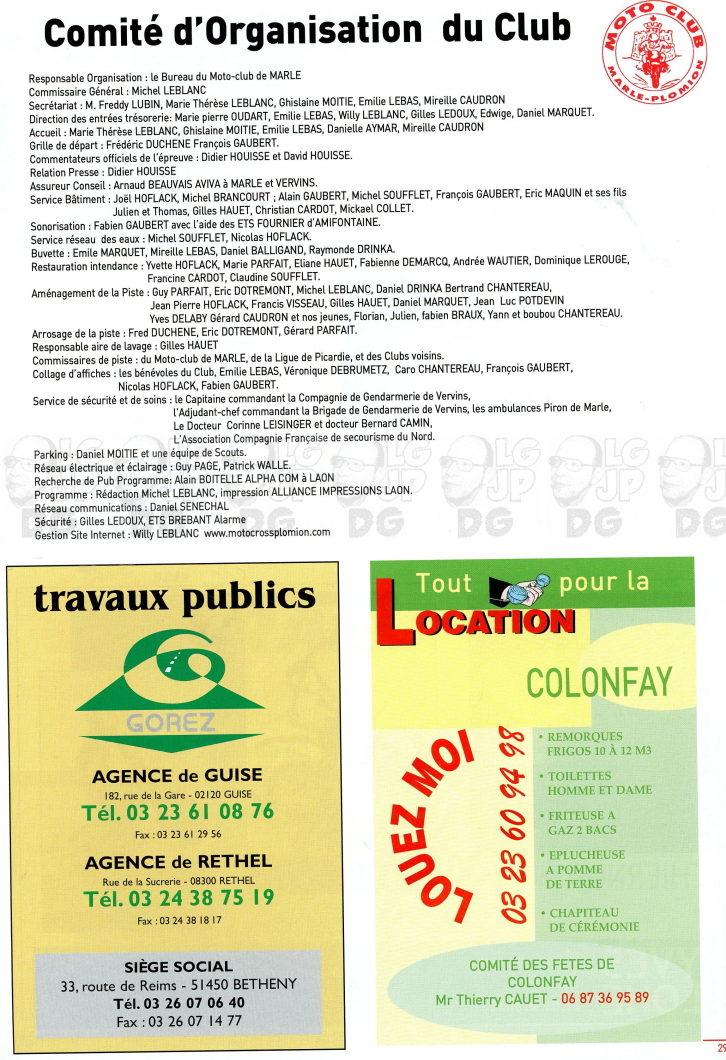 Comité d'Organisation du Club
MOTO CLUB
MARLE-PLOMION
Responsable Organisation : le Bureau du Moto-club de MARLE
Commissaire Général : Michel LEBLANC
Secrétariat : M. Freddy LUBIN, Marie Thérèse LEBLANC, Ghislaine MOITIE, Emilie LEBAS, Mireille CAUDRON
Direction des entrées trésorerie: Marie pierre OUDART, Emilie LEBAS, Willy LEBLANC, Gilles LEDOUX, Edwige, Daniel MARQUET.
Accueil : Marie Thérèse LEBLANC, Ghislaine MOITIE, Emilie LEBAS, Danielle AYMAR, Mireille CAUDRON
Grille de départ : Frédéric DUCHENE François GAUBERT.
Commentateurs officiels de l'épreuve : Didier HOUISSE et David HOUISSE.
Relation Presse : Didier HOUISSE
Assureur Conseil : Arnaud BEAUVAIS AVIVA à MARLE et VERVINS.
Service Bâtiment : Joël HOFLACK, Michel BRANCOURT ; Alain GAUBERT, Michel SOUFFLET, François GAUBERT, Eric MAQUIN et ses fils
Julien et Thomas, Gilles HAUET, Christian CARDOT, Mickael COLLET.
Sonorisation : Fabien GAUBERT avec l'aide des ETS FOURNIER d'AMIFONTAINE.
Service réseau des eaux : Michel SOUFFLET, Nicolas HOFLACK.
Buvette : Emile MARQUET, Mireille LEBAS, Daniel BALLIGAND, Raymonde DRINKA.
Restauration intendance : Yvette HOFLACK, Marie PARFAIT, Eliane HAUET, Fabienne DEMARCQ, Andrée WAUTIER, Dominique LEROUGE,
Francine CARDOT, Claudine SOUFFLET.
Aménagement de la Piste : Guy PARFAIT, Eric DOTREMONT, Michel LEBLANC, Daniel DRINKA Bertrand CHANTEREAU,
Jean Pierre HOFLACK, Francis VISSEAU, Gilles HAUET, Daniel MARQUET, Jean Luc POTDEVIN
Yves DELABY Gérard CAUDRON et nos jeunes, Florian, Julien, fabien BRAUX, Yann et boubou CHANTEREAU.
Arrosage de la piste : Fred DUCHENE, Eric DOTREMONT, Gérard PARFAIT.
Responsable aire de lavage : Gilles HAUET
Commissaires de piste : du Moto-club de MARLE, de la Ligue de Picardie, et des Clubs voisins.
Collage d'affiches : les bénévoles du Club, Emilie LEBAS, Véronique DEBRUMETZ, Caro CHANTEREAU, François GAUBERT,
Nicolas HOFLACK, Fabien GAUBERT.
Service de sécurité et de soins : le Capitaine commandant la Compagnie de Gendarmerie de Vervins,
l'Adjudant-chef commandant la Brigade de Gendarmerie de Vervins, les ambulances Piron de Marle,
Le Docteur Corinne LEISINGER et docteur Bernard CAMIN,
L'Association Compagnie Française de secourisme du Nord.
Parking : Daniel MOITIE et une équipe de Scouts.
Réseau électrique et éclairage : Guy PAGE, Patrick WALLE.
Recherche de Pub Programme: Alain BOITELLE ALPHA COM à LAON
Programme : Rédaction Michel LEBLANC, impression ALLIANCE IMPRESSIONS LAON.
Réseau communications : Daniel SENECHAL
Sécurité : Gilles LEDOUX, ETS BREBANT Alarme
Gestion Site Internet : Willy LEBLANC www.motocrossplomion.com
LG JP DG
travaux publics
GOREZ
AGENCE de GUISE
182, rue de la Gare - 02120 GUISE
Tél. 03 23 61 08 76
Fax : 03 23 61 29 56
AGENCE de RETHEL
Rue de la Sucrerie - 08300 RETHEL
Tél. 03 24 38 75 19
Fax : 03 24 38 18 17
SIÈGE SOCIAL
33, route de Reims - 51450 BETHENY
Tél. 03 26 07 06 40
Fax : 03 26 07 14 77
Tout pour la
LOCATION
COLONFAY
LOUEZ MOI
03 23 60 94 98
• REMORQUES
FRIGOS 10 À 12 M3
• TOILETTES
HOMME ET DAME
• FRITEUSE A
GAZ 2 BACS
• EPLUCHEUSE
A POMME
DE TERRE
• CHAPITEAU
DE CÉRÉMONIE
COMITÉ DES FETES DE
COLONFAY
Mr Thierry CAUET - 06 87 36 95 89
29